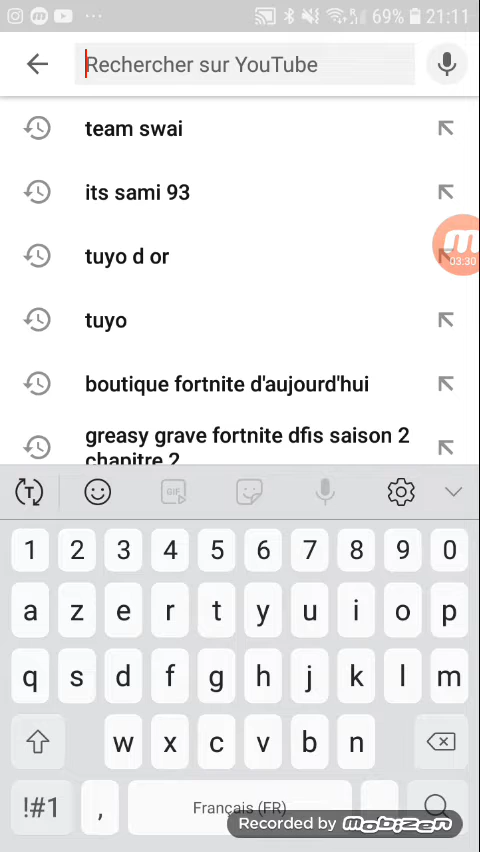 69% 21:11
Rechercher sur YouTube
team swai
its sami 93
tuyo d or
03:30
tuyo
boutique fortnite d'aujourd'hui
greasy grave fortnite dfis saison 2
chapitre 2
T GIF
1 2 3 4 5 6 7 8 9 0
a z e r t y u i o p
q s d f g h j k l m
w x c v b n
!#1 , Français (FR)
Recorded by mobizen